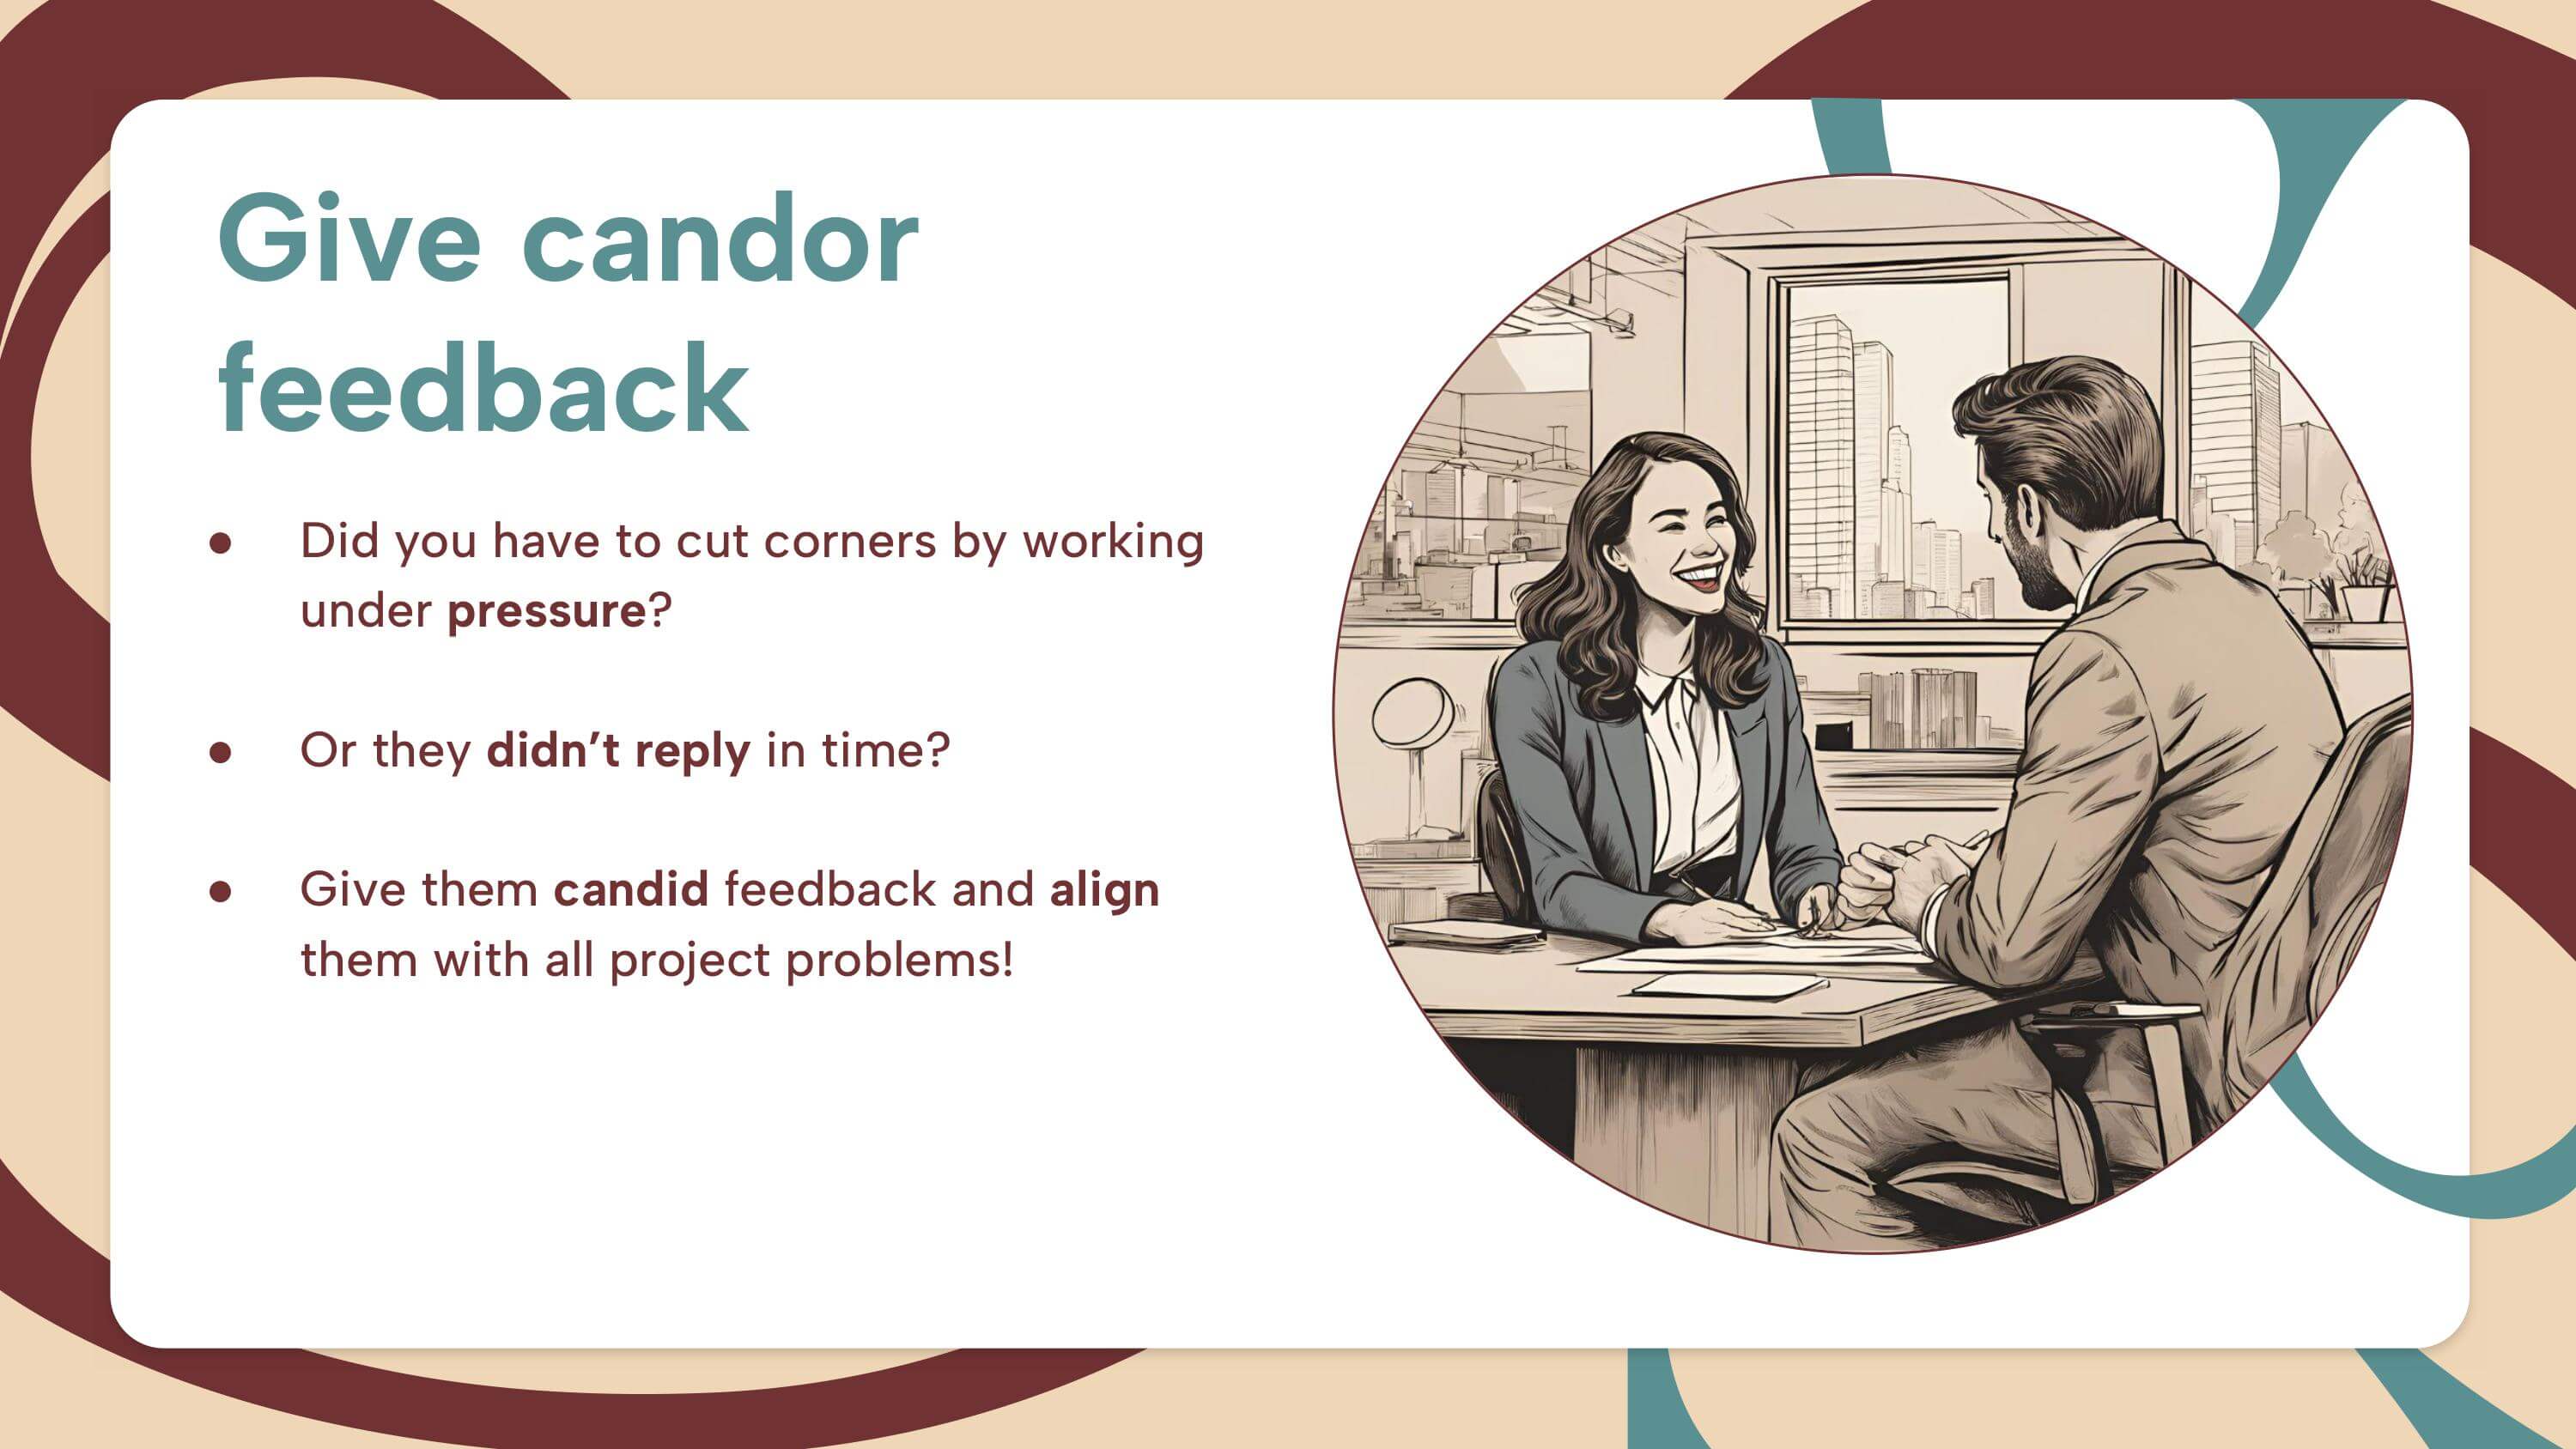 Give candor
feedback
● Did you have to cut corners by working
under pressure?
● Or they didn’t reply in time?
● Give them candid feedback and align
them with all project problems!